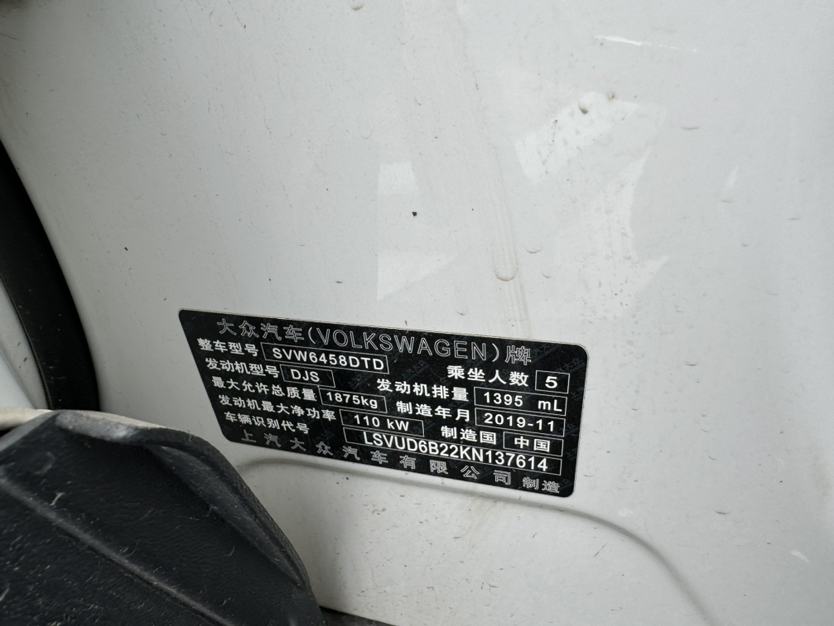 大众汽车(VOLKSWAGEN)牌
整车型号 SVW6458DTD 乘坐人数 5
发动机型号 DJS 发动机排量 1395 mL
最大允许总质量 1875kg 制造年月 2019-11
发动机最大净功率 110 kW 制造国 中国
车辆识别代号 LSVUD6B22KN137614
上汽大众汽车有限公司 制造